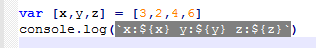 var [x,y,z] = [3,2,4,6]
console.log(`x:${x} y:${y} z:${z}`)